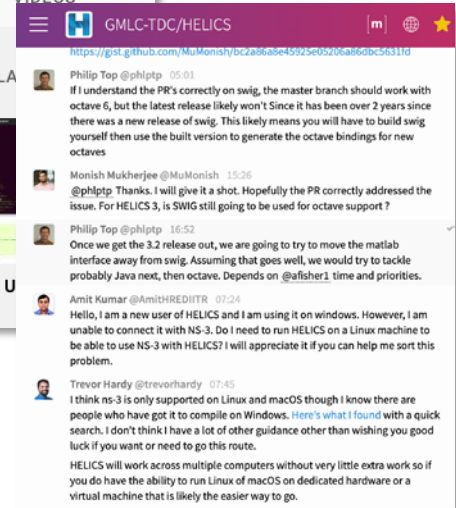 VIDEOS
GMLC-TDC/HELICS
[m]
https://gist.github.com/MuMonish/bc2a86a8e45925e05206a86dbc5631fd
Philip Top @phlptp 05:01
If I understand the PR's correctly on swig, the master branch should work with
octave 6, but the latest release likely won't Since it has been over 2 years since
there was a new release of swig. This likely means you will have to build swig
yourself then use the built version to generate the octave bindings for new
octaves
Monish Mukherjee @MuMonish 15:26
@phlptp Thanks. I will give it a shot. Hopefully the PR correctly addressed the
issue. For HELICS 3, is SWIG still going to be used for octave support ?
Philip Top @phlptp 16:52
Once we get the 3.2 release out, we are going to try to move the matlab
interface away from swig. Assuming that goes well, we would try to tackle
probably Java next, then octave. Depends on @afisher1 time and priorities.
Amit Kumar @AmitHREDIITR 07:24
Hello, I am a new user of HELICS and I am using it on windows. However, I am
unable to connect it with NS-3. Do I need to run HELICS on a Linux machine to
be able to use NS-3 with HELICS? I will appreciate it if you can help me sort this
problem.
Trevor Hardy @trevorhardy 07:45
I think ns-3 is only supported on Linux and macOS though I know there are
people who have got it to compile on Windows. Here's what I found with a quick
search. I don't think I have a lot of other guidance other than wishing you good
luck if you want or need to go this route.
HELICS will work across multiple computers without very little extra work so if
you do have the ability to run Linux of macOS on dedicated hardware or a
virtual machine that is likely the easier way to go.